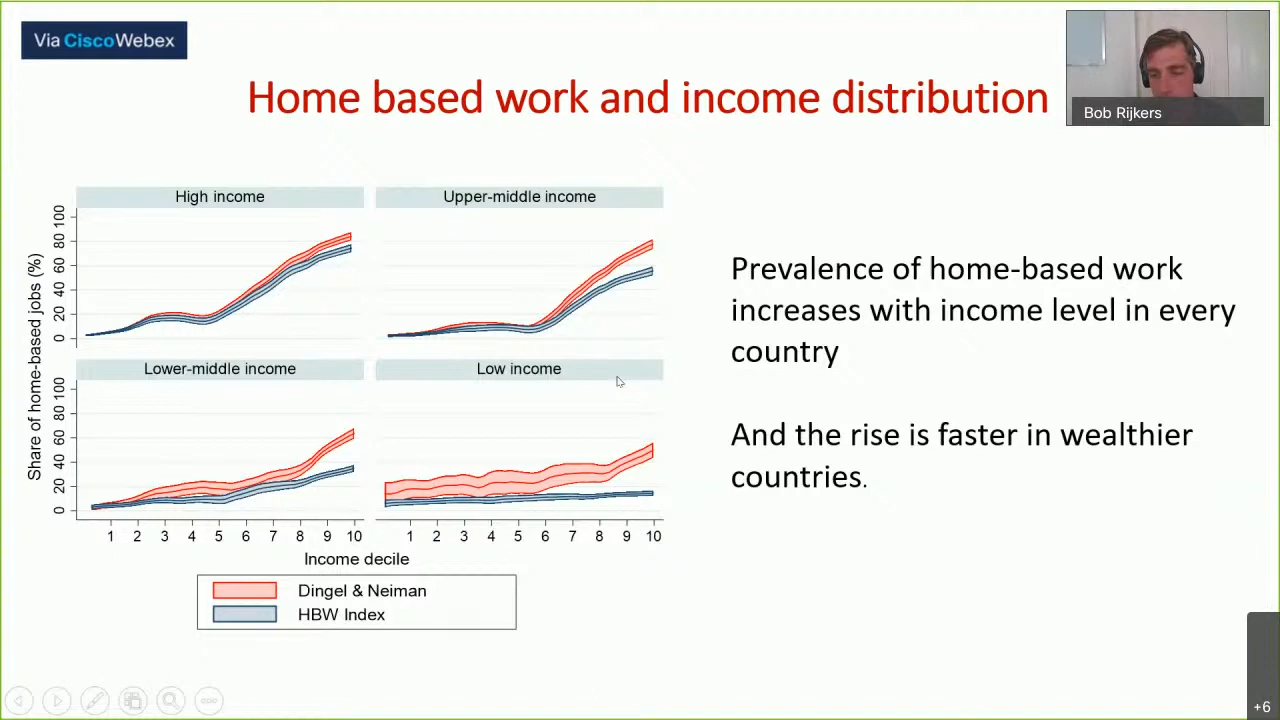 Via CiscoWebex
Home based work and income distribution
Bob Rijkers
High income
Upper-middle income
Lower-middle income
Low income
Share of home-based jobs (%)
0 20 40 60 80 100
0 20 40 60 80 100
1 2 3 4 5 6 7 8 9 10
1 2 3 4 5 6 7 8 9 10
Income decile
Dingel & Neiman
HBW Index
Prevalence of home-based work
increases with income level in every
country
And the rise is faster in wealthier
countries.
+6